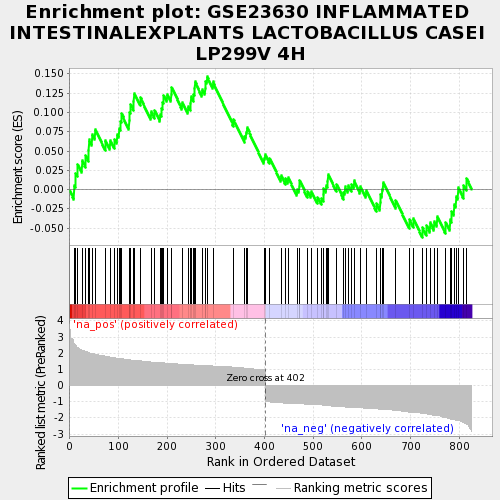 Enrichment plot: GSE23630 INFLAMMATED
INTESTINALEXPLANTS LACTOBACILLUS CASEI
LP299V 4H
Enrichment score (ES)
0.150
0.125
0.100
0.075
0.050
0.025
0.000
-0.025
-0.050
'na_pos' (positively correlated)
Ranked list metric (PreRanked)
4
3
2
1
0
-1
-2
-3
Zero cross at 402
'na_neg' (negatively correlated)
0 100 200 300 400 500 600 700 800
Rank in Ordered Dataset
Enrichment profile
Hits
Ranking metric scores